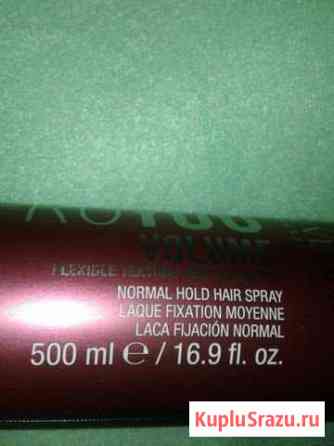 VOLUME
NORMAL HOLD HAIR SPRAY
LAQUE FIXATION MOYENNE
LACA FIJACIÓN NORMAL
500 ml ℮ / 16.9 fl. oz.
KupluSrazu.ru